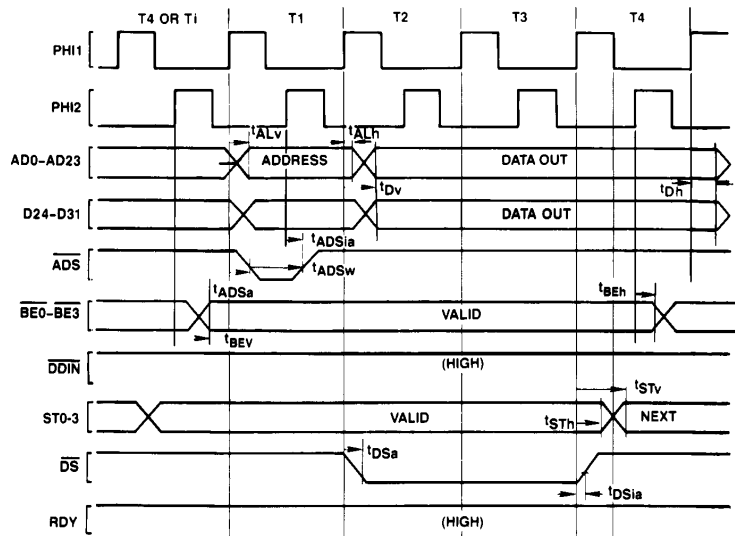 T4 OR Ti T1 T2 T3 T4
PHI1
PHI2
tALv tALh
AD0–AD23 ADDRESS DATA OUT
tDv tDh
D24–D31 DATA OUT
tADSia
ADS tADSw
tADSa tBEh
BE0–BE3 VALID
tBEV
DDIN (HIGH)
tSTv
ST0-3 VALID tSTh NEXT
DS tDSa
tDSia
RDY (HIGH)